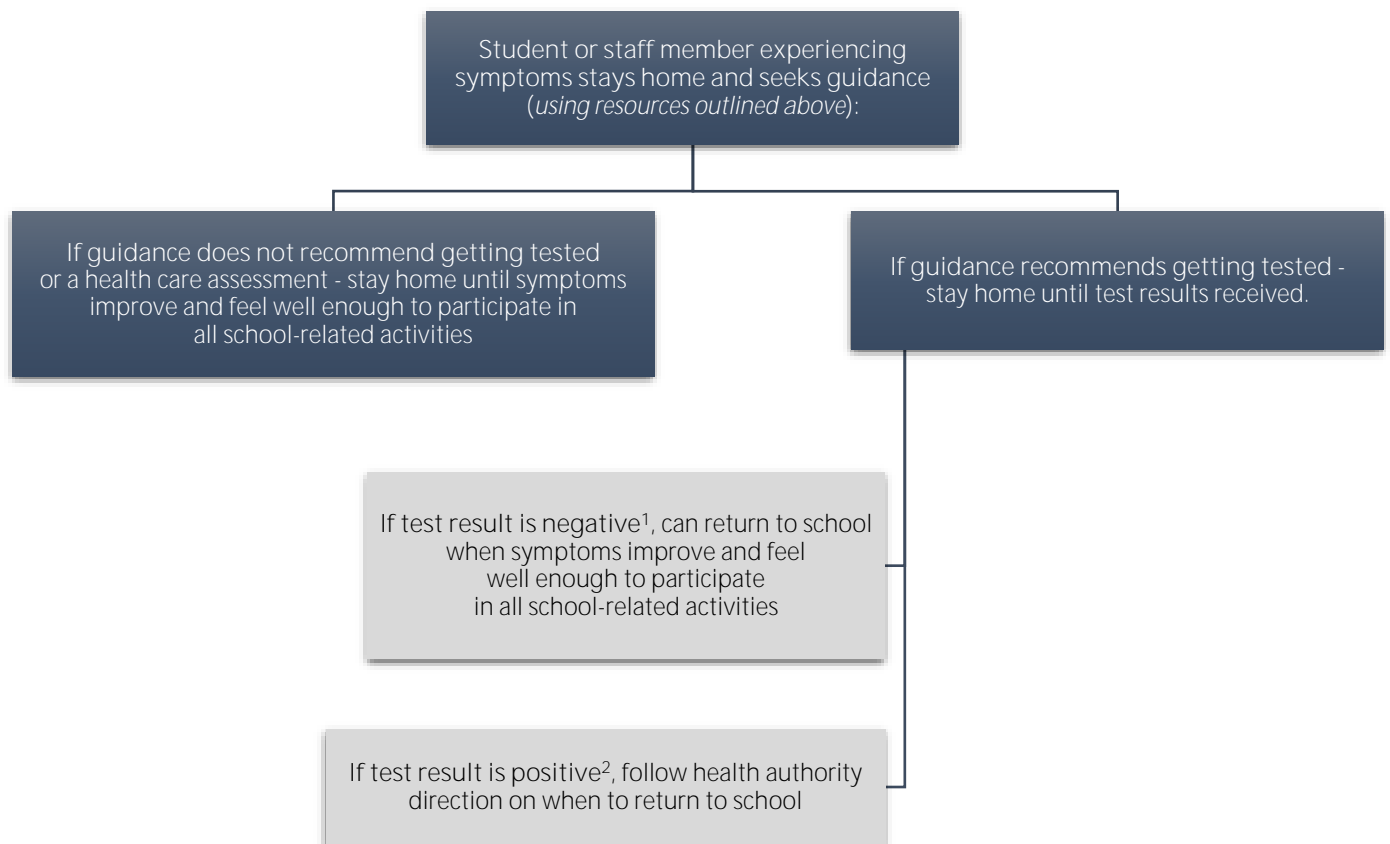 Student or staff member experiencing
symptoms stays home and seeks guidance
(using resources outlined above):
If guidance does not recommend getting tested
or a health care assessment - stay home until symptoms
improve and feel well enough to participate in
all school-related activities
If guidance recommends getting tested -
stay home until test results received.
If test result is negative¹, can return to school
when symptoms improve and feel
well enough to participate
in all school-related activities
If test result is positive², follow health authority
direction on when to return to school